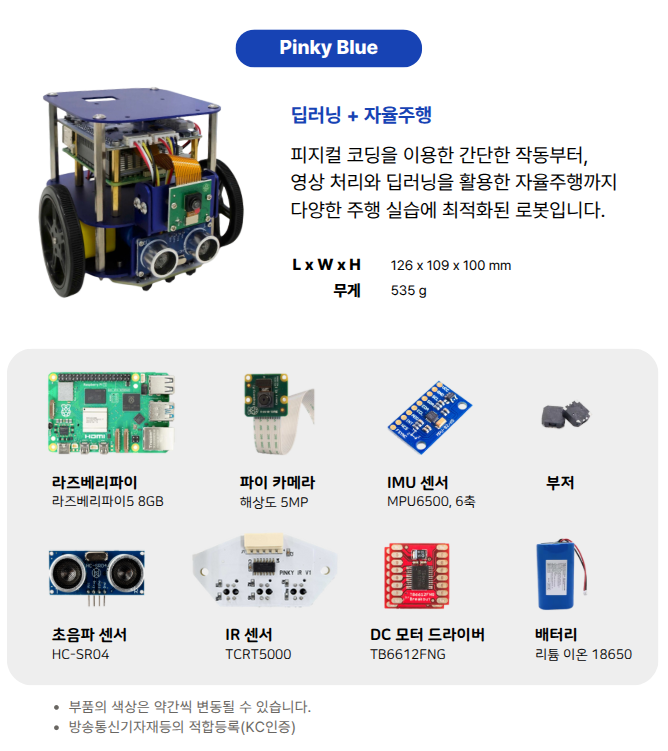 Pinky Blue
딥러닝 + 자율주행
피지컬 코딩을 이용한 간단한 작동부터,
영상 처리와 딥러닝을 활용한 자율주행까지
다양한 주행 실습에 최적화된 로봇입니다.
L x W x H 126 x 109 x 100 mm
무게 535 g
HDMI
라즈베리파이
라즈베리파이5 8GB
파이 카메라
해상도 5MP
IMU 센서
MPU6500, 6축
부저
HC-SR04
PINKY IR V1
TB6612FNG
Breakout
초음파 센서
HC-SR04
IR 센서
TCRT5000
DC 모터 드라이버
TB6612FNG
배터리
리튬 이온 18650
• 부품의 색상은 약간씩 변동될 수 있습니다.
• 방송통신기자재등의 적합등록(KC인증)